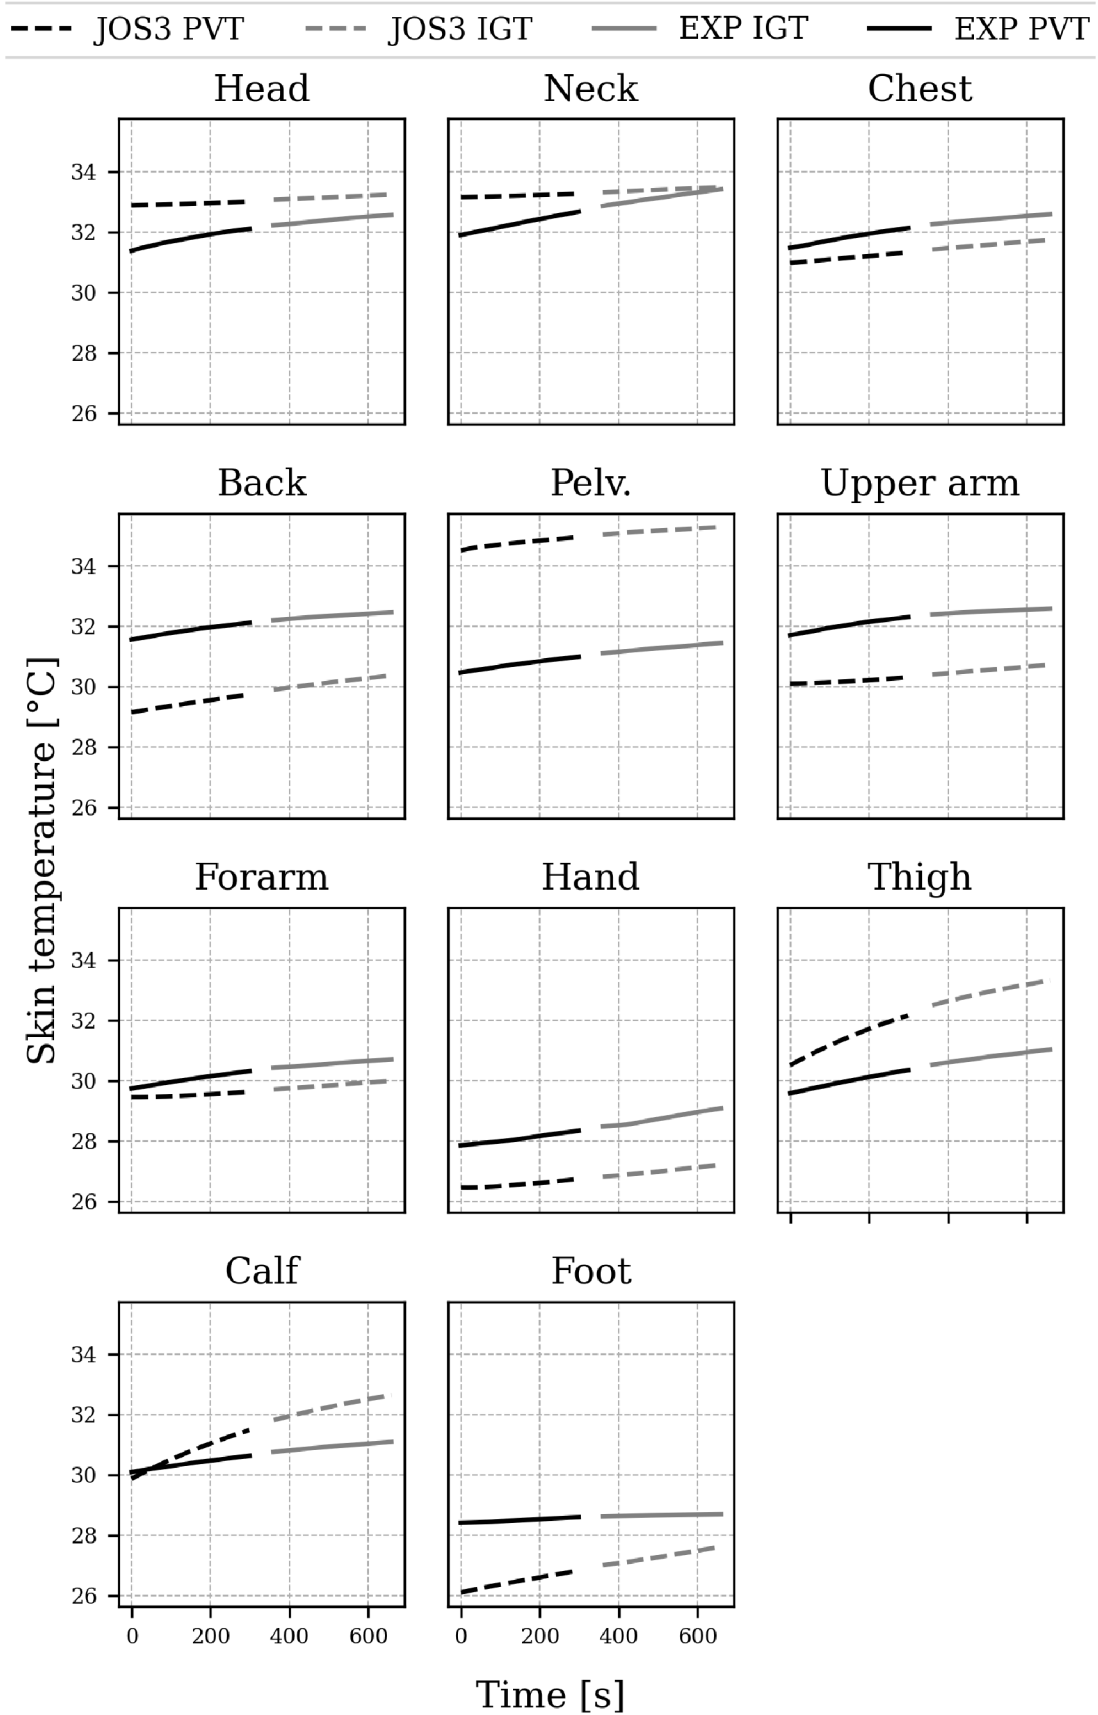 JOS3 PVT JOS3 IGT EXP IGT EXP PVT
Head Neck Chest
34
32
30
28
26
Back Pelv. Upper arm
34
32
30
28
26
Forarm Hand Thigh
34
32
30
28
26
Calf Foot
34
32
30
28
26
0 200 400 600 0 200 400 600
Skin temperature [°C]
Time [s]